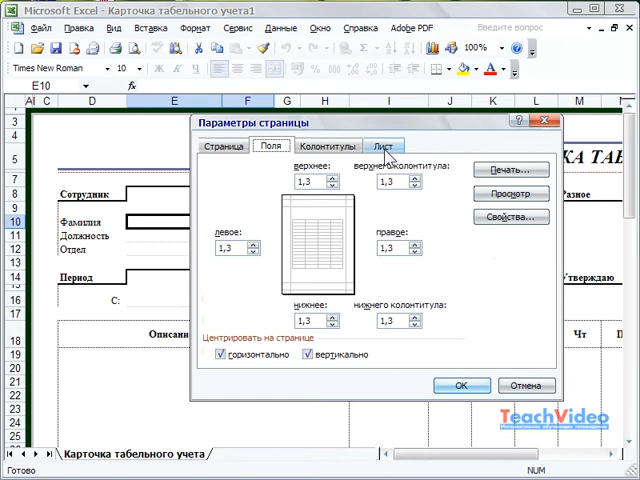 Microsoft Excel - Карточка табельного учета1
Файл Правка Вид Вставка Формат Сервис Данные Окно Справка Adobe PDF
100%
Times New Roman 10 Ж К Ч
E10 fx
A C D E F G H I J K L M
3
4
5
7
8
9
10
11
12
13
14
16
17
18
19
20
21
22
23
24
25
26
КА ТАБ
Сотрудник
Разное
Фамилия
Должность
Отдел
Период
Утверждаю
С:
Описани
Чт
П
Параметры страницы
Страница Поля Колонтитулы Лист
верхнее: верхнего колонтитула:
1,3 1,3
Печать...
Просмотр
Свойства...
левое: правое:
1,3 1,3
нижнее: нижнего колонтитула:
1,3 1,3
Центрировать на странице
горизонтально вертикально
OK Отмена
TeachVideo
Карточка табельного учета
Готово NUM